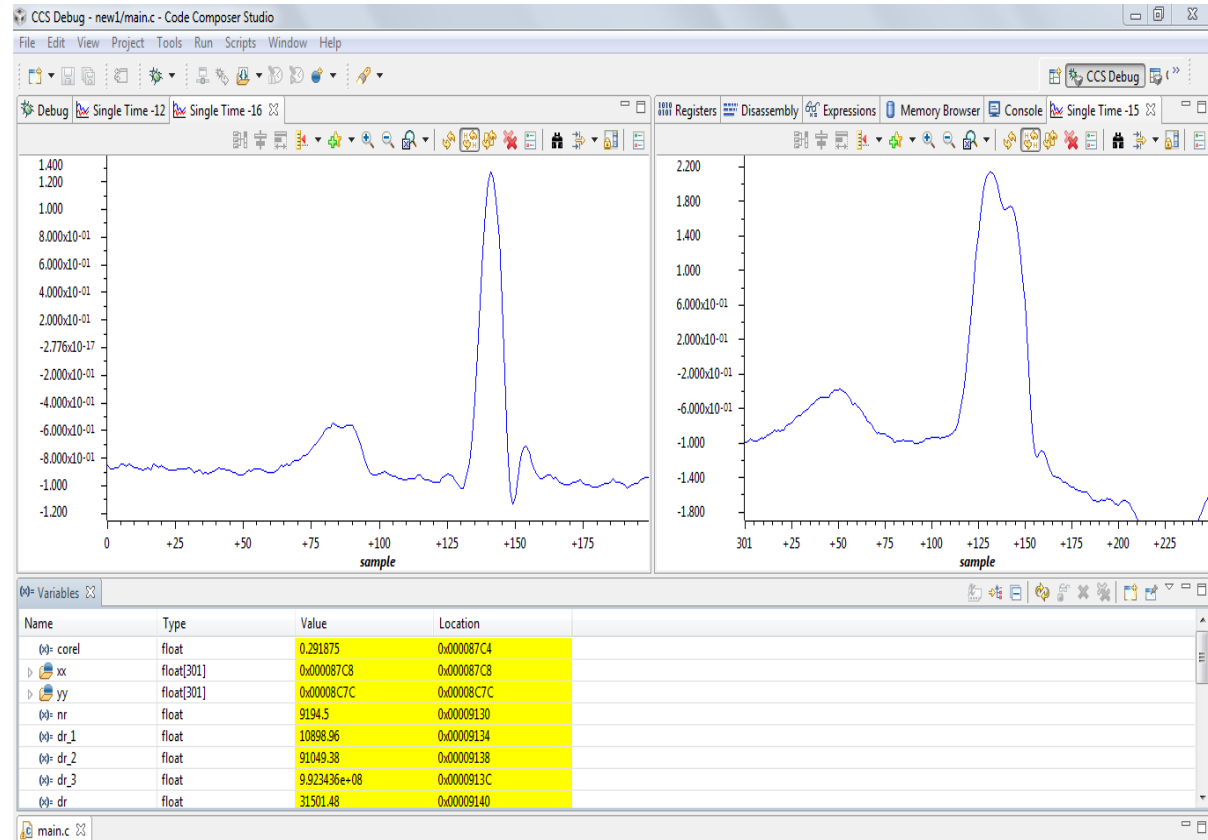 CCS Debug - new1/main.c - Code Composer Studio
File Edit View Project Tools Run Scripts Window Help
CCS Debug
Debug Single Time -12 Single Time -16
1.400
1.200
1.000
8.000x10-01
6.000x10-01
4.000x10-01
2.000x10-01
-2.776x10-17
-2.000x10-01
-4.000x10-01
-6.000x10-01
-8.000x10-01
-1.000
-1.200
0 +25 +50 +75 +100 +125 +150 +175
sample
Registers Disassembly Expressions Memory Browser Console Single Time -15
2.200
1.800
1.400
1.000
6.000x10-01
2.000x10-01
-2.000x10-01
-6.000x10-01
-1.000
-1.400
-1.800
301 +25 +50 +75 +100 +125 +150 +175 +200 +225
sample
(x)= Variables
Name Type Value Location
(x)= corel float 0.291875 0x000087C4
xx float[301] 0x000087C8 0x000087C8
yy float[301] 0x00008C7C 0x00008C7C
(x)= nr float 9194.5 0x00009130
(x)= dr_1 float 10898.96 0x00009134
(x)= dr_2 float 91049.38 0x00009138
(x)= dr_3 float 9.923436e+08 0x0000913C
(x)= dr float 31501.48 0x00009140
main.c